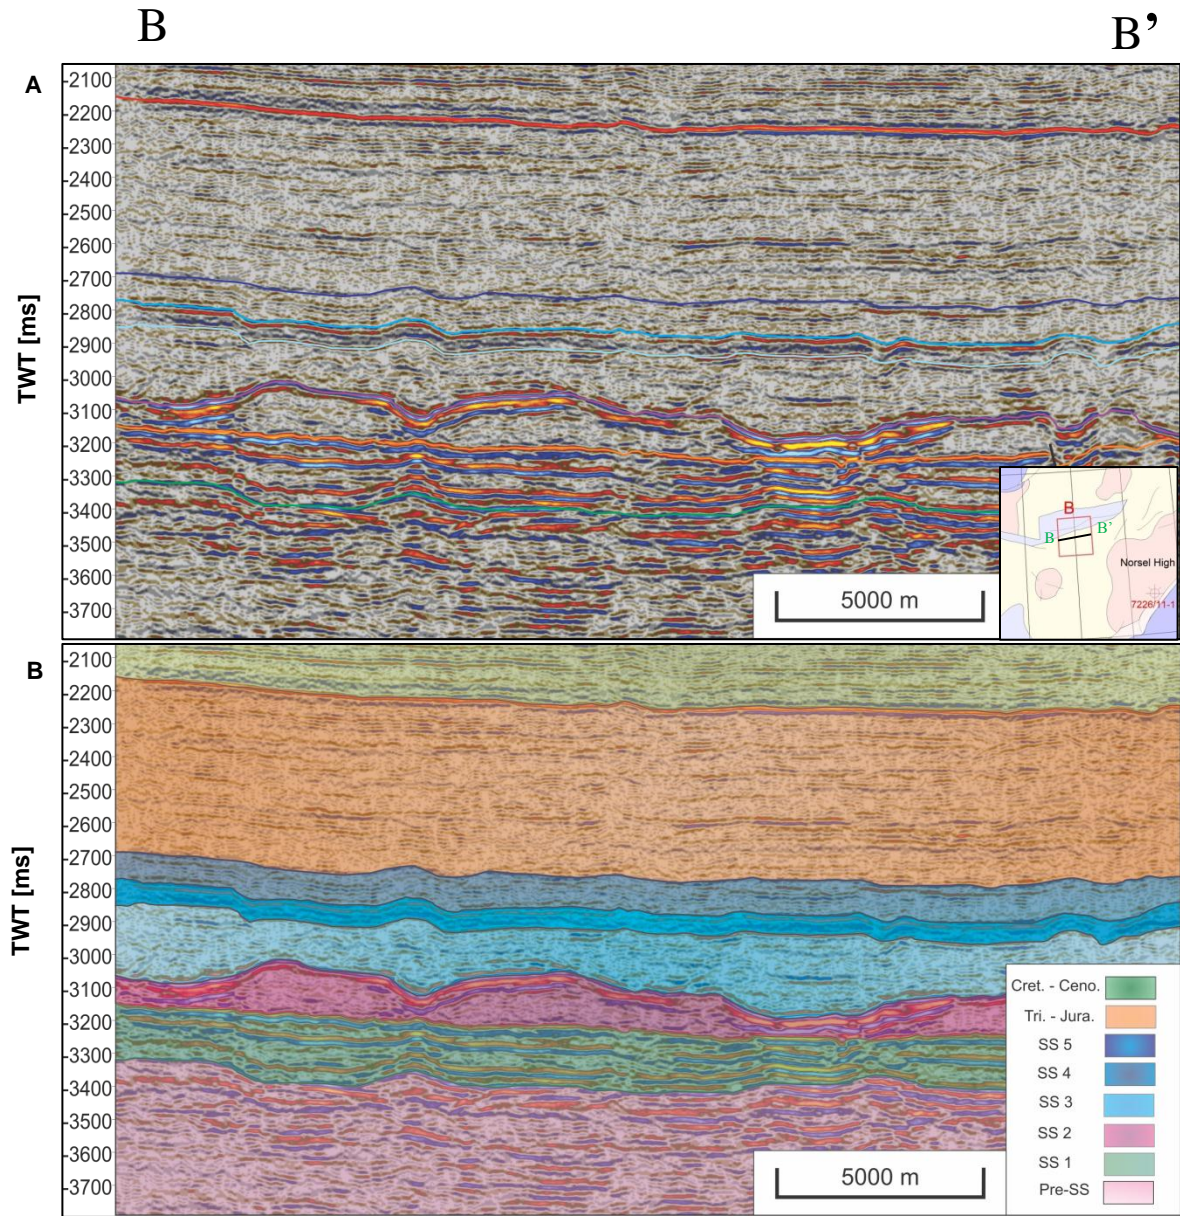 B B’
A
-2100
-2200
-2300
-2400
-2500
-2600
-2700
-2800
-2900
-3000
-3100
-3200
-3300
-3400
-3500
-3600
-3700
TWT [ms]
5000 m
B
B
B’
Norsel High
7226/11-1
B
-2100
-2200
-2300
-2400
-2500
-2600
-2700
-2800
-2900
-3000
-3100
-3200
-3300
-3400
-3500
-3600
-3700
TWT [ms]
5000 m
Cret. - Ceno.
Tri. - Jura.
SS 5
SS 4
SS 3
SS 2
SS 1
Pre-SS